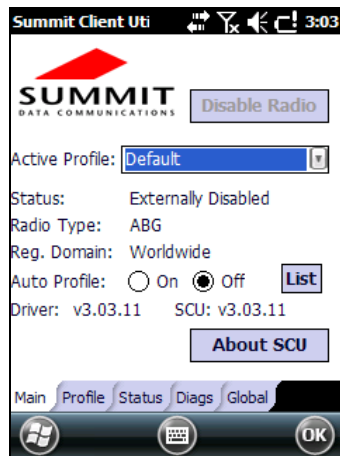 Summit Client Uti 3:03
SUMMIT
DATA COMMUNICATIONS
Disable Radio
Active Profile: Default
Status: Externally Disabled
Radio Type: ABG
Reg. Domain: Worldwide
Auto Profile: On Off List
Driver: v3.03.11 SCU: v3.03.11
About SCU
Main Profile Status Diags Global
OK